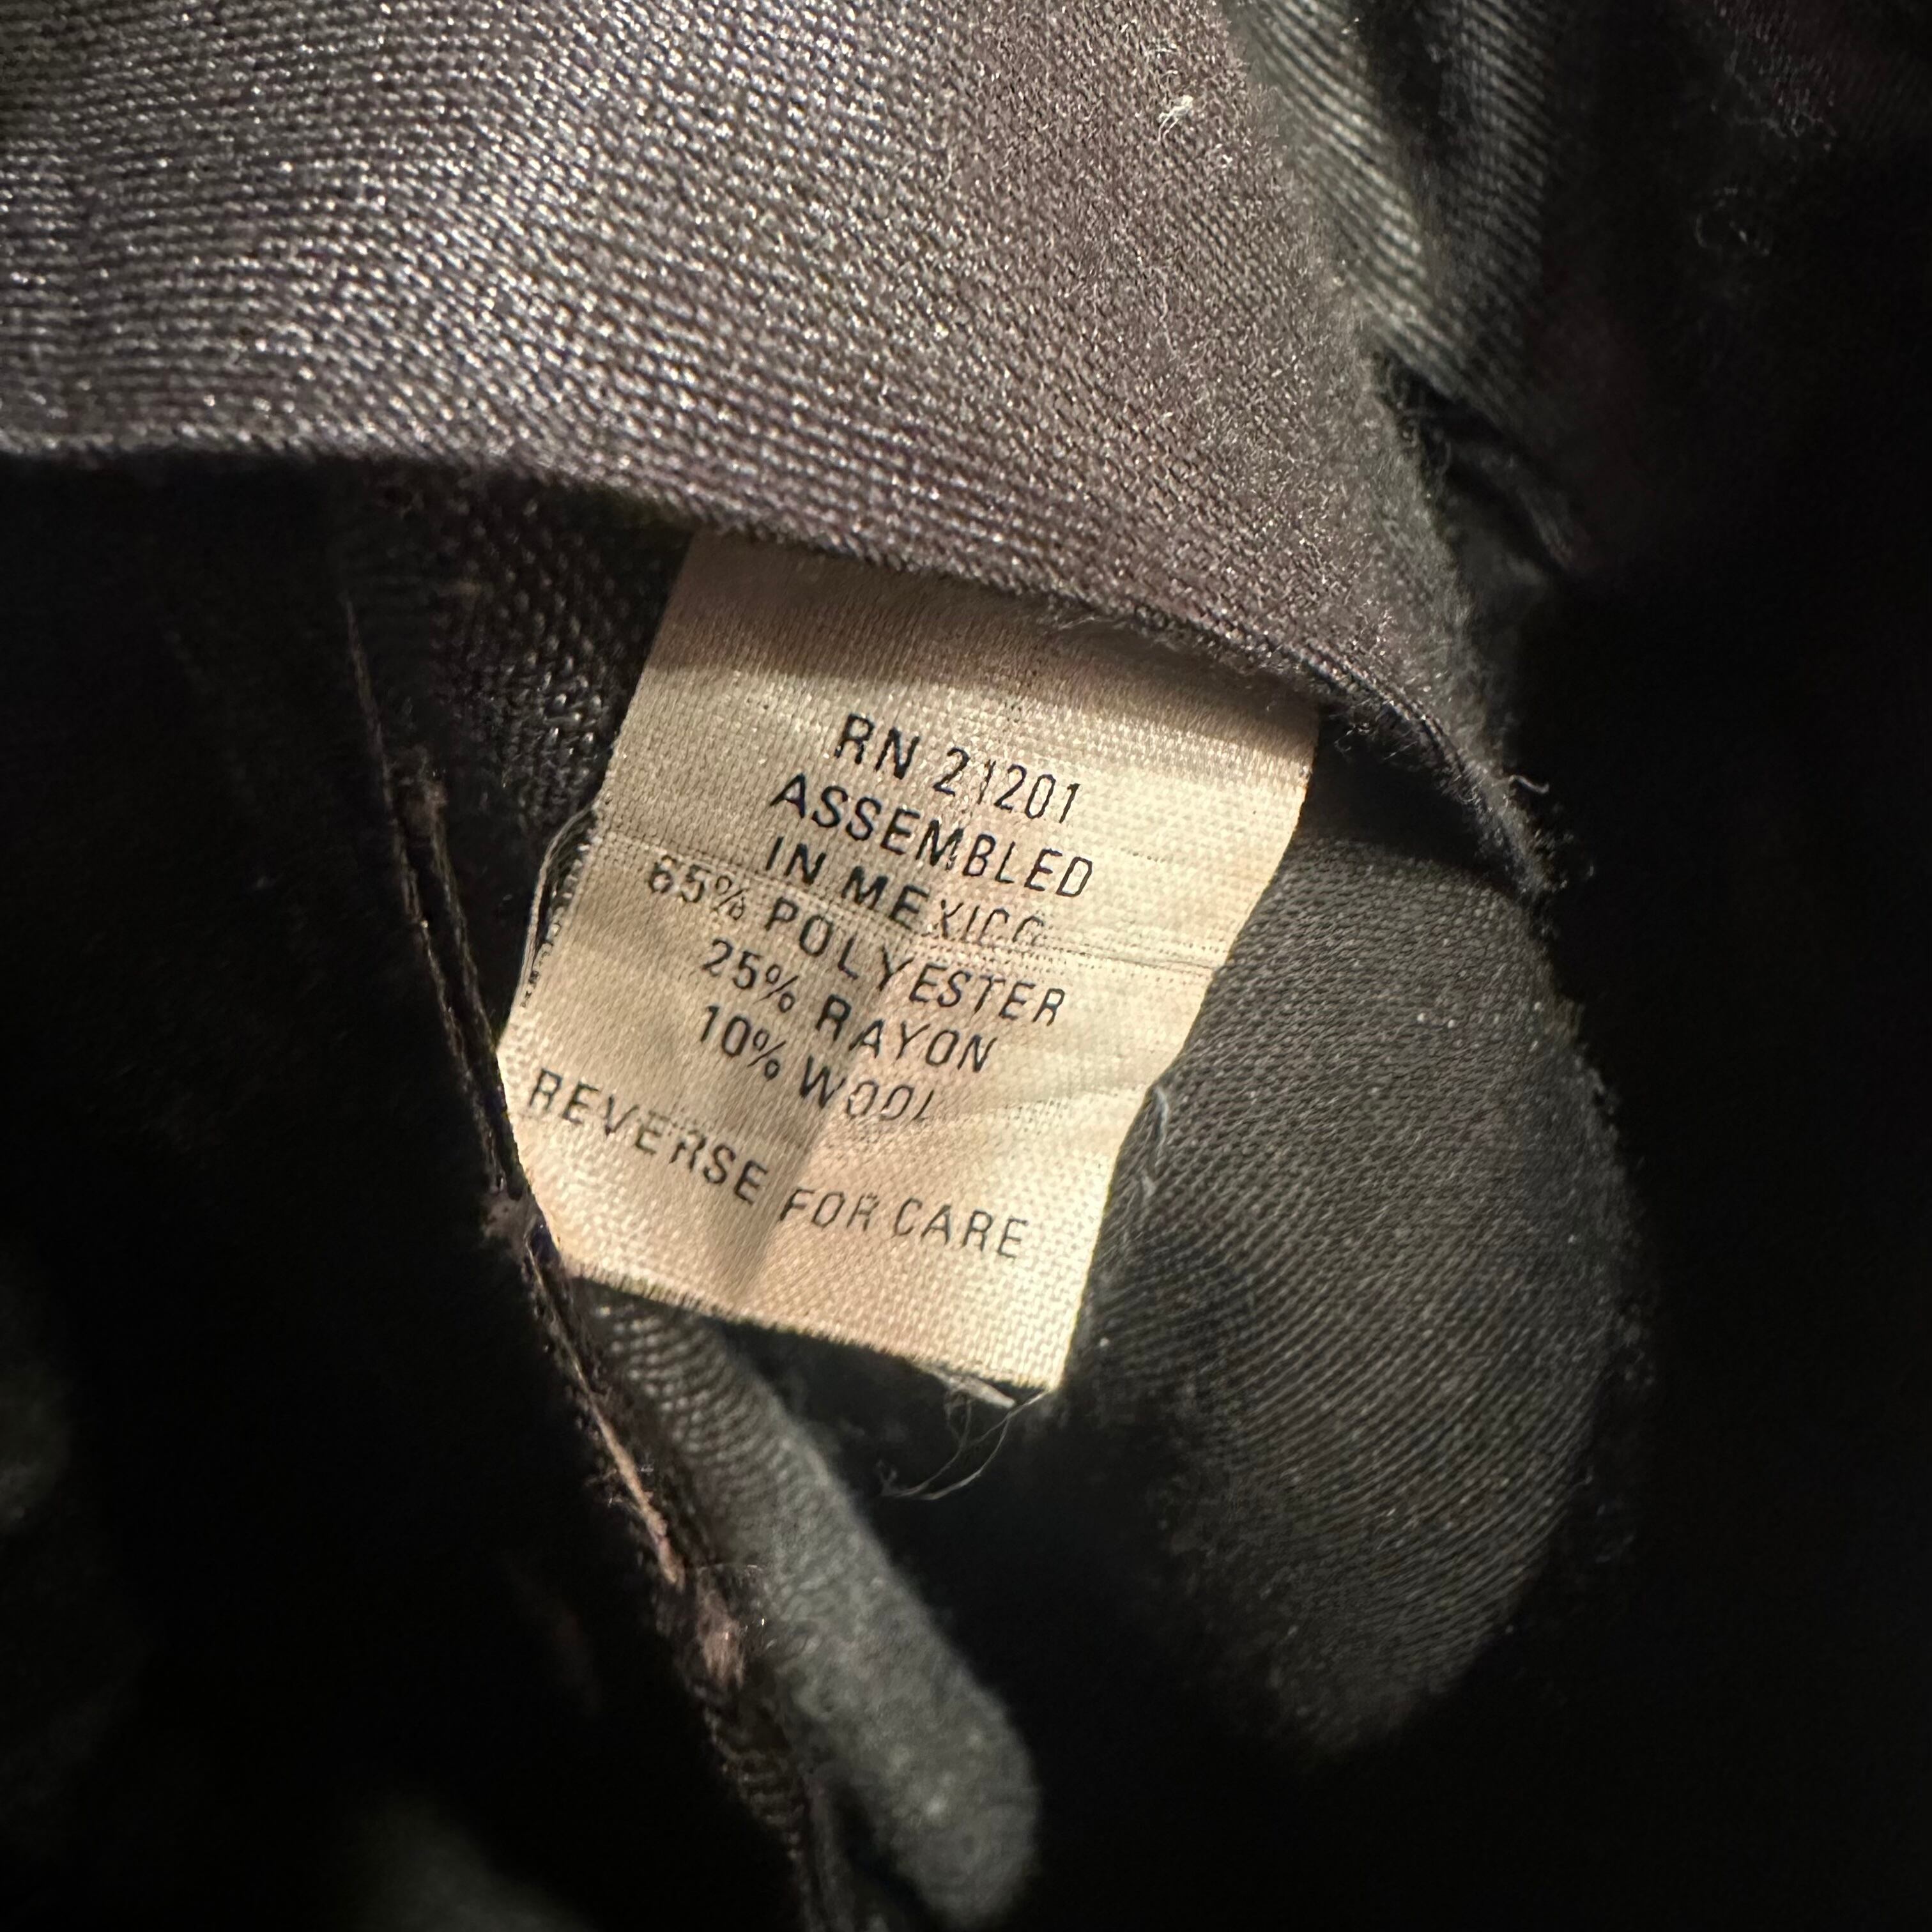 RN 21201
ASSEMBLED
IN MEXICO
65% POLYESTER
25% RAYON
10% WOOL
REVERSE FOR CARE